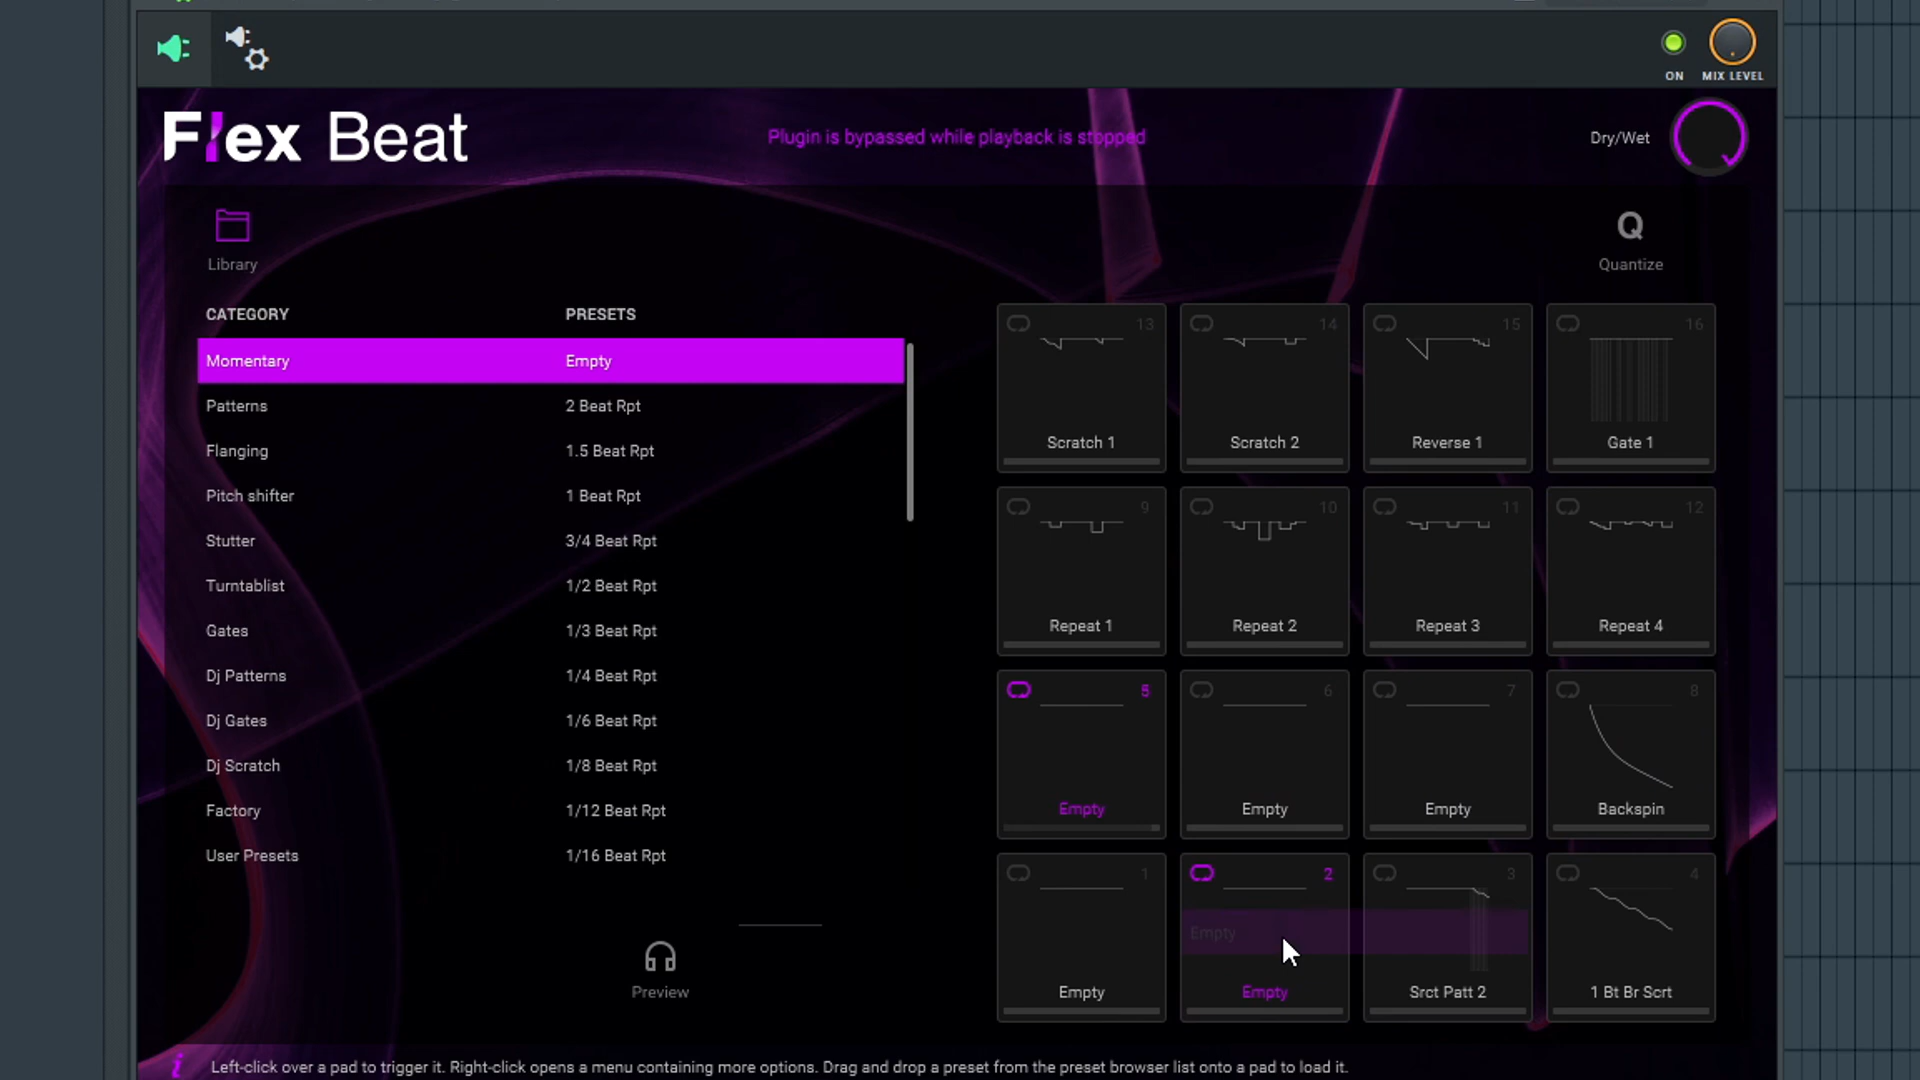 ON
MIX LEVEL
Flex Beat
Plugin is bypassed while playback is stopped
Dry/Wet
Library
Q
Quantize
CATEGORY
PRESETS
Momentary
Empty
Patterns
2 Beat Rpt
Flanging
1.5 Beat Rpt
Pitch shifter
1 Beat Rpt
Stutter
3/4 Beat Rpt
Turntablist
1/2 Beat Rpt
Gates
1/3 Beat Rpt
Dj Patterns
1/4 Beat Rpt
Dj Gates
1/6 Beat Rpt
Dj Scratch
1/8 Beat Rpt
Factory
1/12 Beat Rpt
User Presets
1/16 Beat Rpt
Preview
13
Scratch 1
14
Scratch 2
15
Reverse 1
16
Gate 1
9
Repeat 1
10
Repeat 2
11
Repeat 3
12
Repeat 4
5
Empty
6
Empty
7
Empty
8
Backspin
1
Empty
2
Empty
Empty
3
Srct Patt 2
4
1 Bt Br Scrt
i
Left-click over a pad to trigger it. Right-click opens a menu containing more options. Drag and drop a preset from the preset browser list onto a pad to load it.